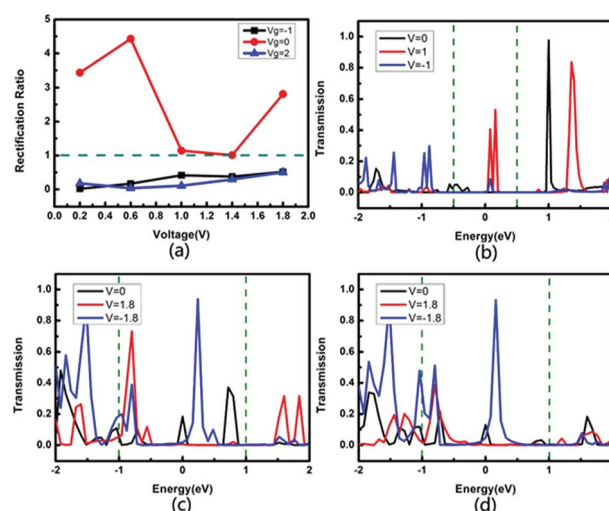 5
4
3
2
1
0
Rectification Ratio
Vg=-1
Vg=0
Vg=2
0.0 0.2 0.4 0.6 0.8 1.0 1.2 1.4 1.6 1.8 2.0
Voltage(V)
(a)
1.0
0.8
0.6
0.4
0.2
0.0
Transmission
V=0
V=1
V=-1
-2 -1 0 1 2
Energy(eV)
(b)
1.0
0.8
0.6
0.4
0.2
0.0
Transmission
V=0
V=1.8
V=-1.8
-2 -1 0 1 2
Energy(eV)
(c)
1.0
0.8
0.6
0.4
0.2
0.0
Transmission
V=0
V=1.8
V=-1.8
-2 -1 0 1
Energy(eV)
(d)